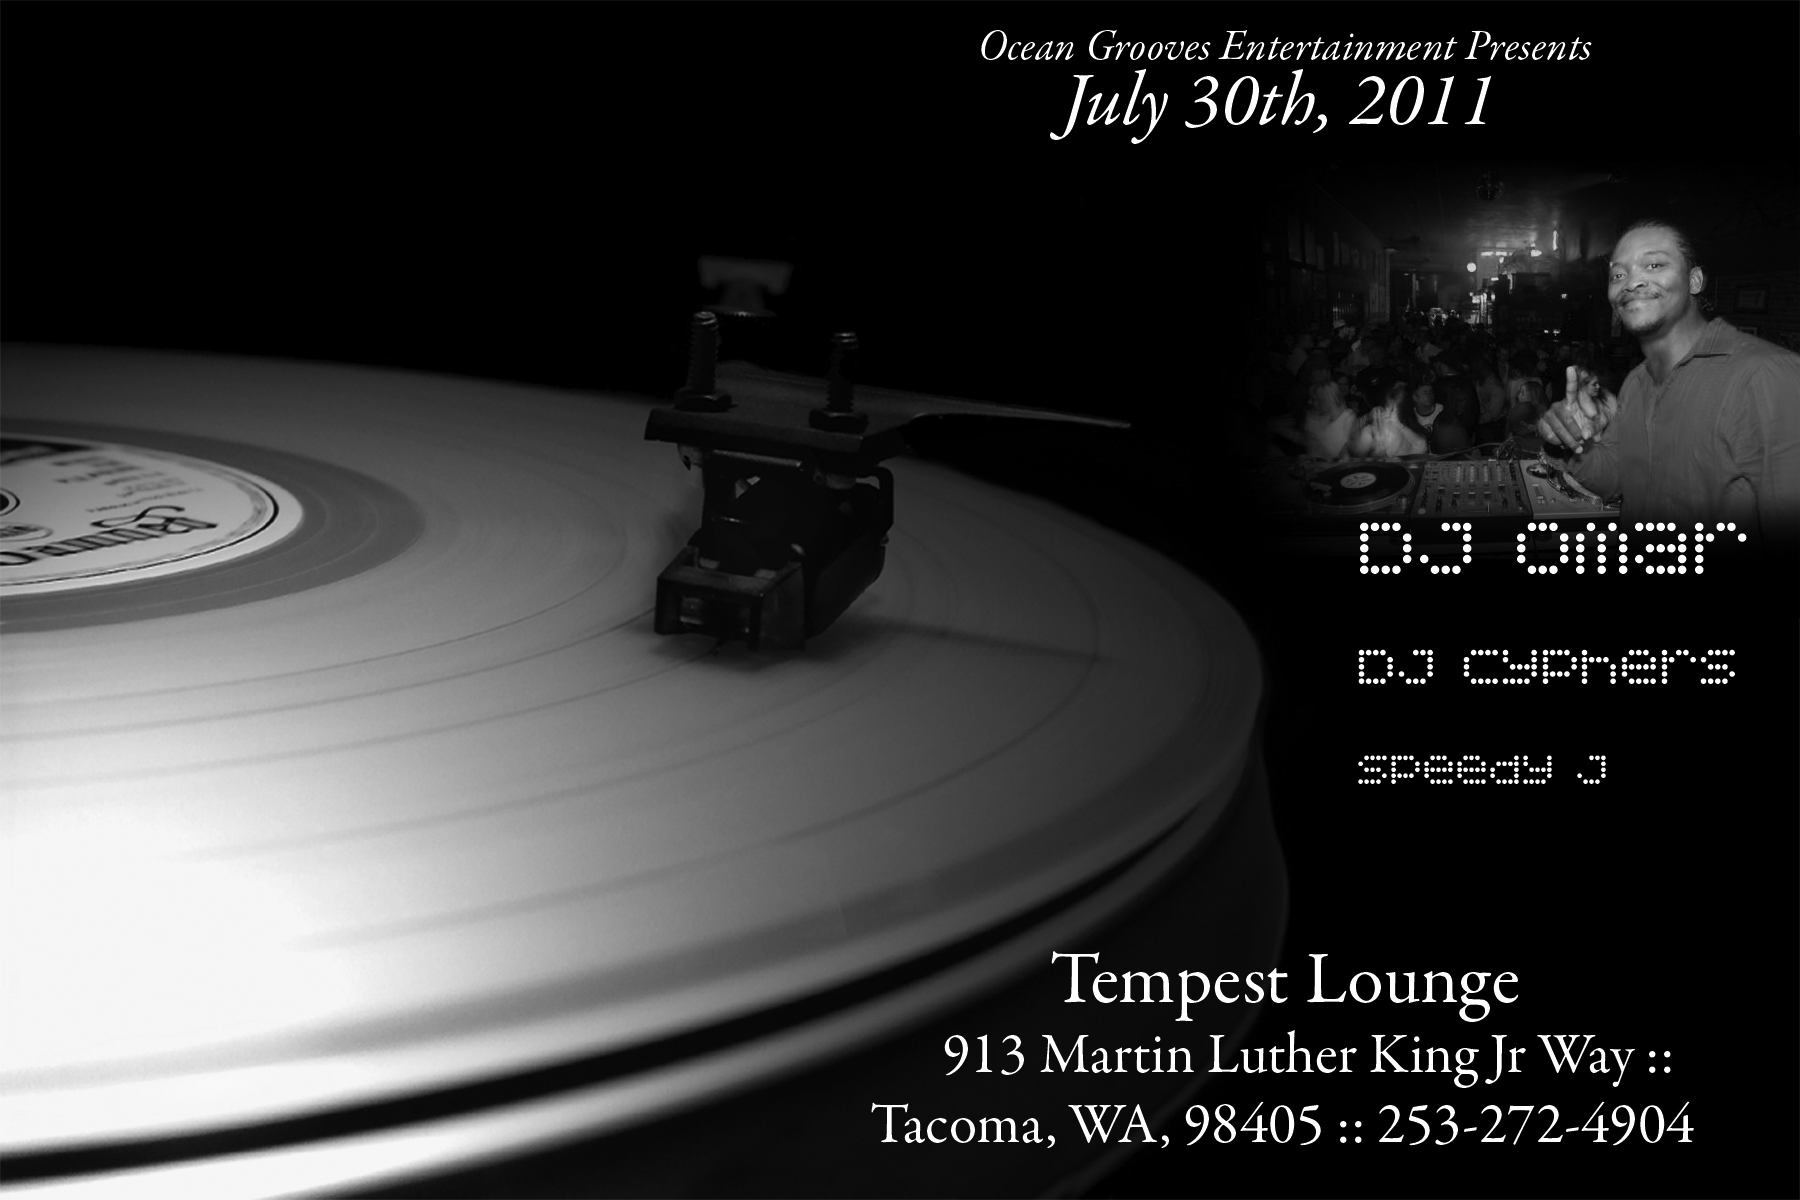 Ocean Grooves Entertainment Presents
July 30th, 2011
DJ Omar
DJ Cyphers
Speedy J
Tempest Lounge
913 Martin Luther King Jr Way ::
Tacoma, WA, 98405 :: 253-272-4904